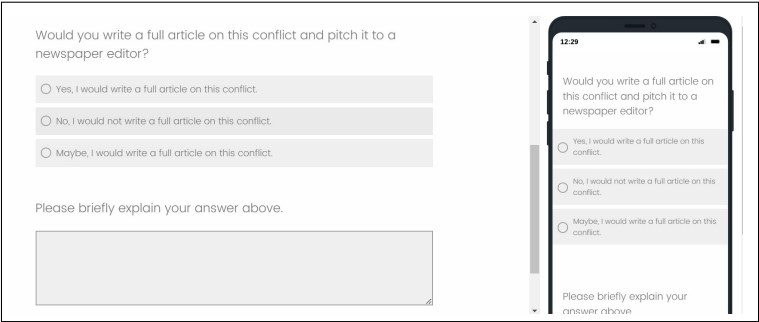 Would you write a full article on this conflict and pitch it to a
newspaper editor?
Yes, I would write a full article on this conflict.
No, I would not write a full article on this conflict.
Maybe, I would write a full article on this conflict.
Please briefly explain your answer above.
12:29
Would you write a full article on
this conflict and pitch it to a
newspaper editor?
Yes, I would write a full article on this
conflict.
No, I would not write a full article on this
conflict.
Maybe, I would write a full article on this
conflict.
Please briefly explain your
answer above.